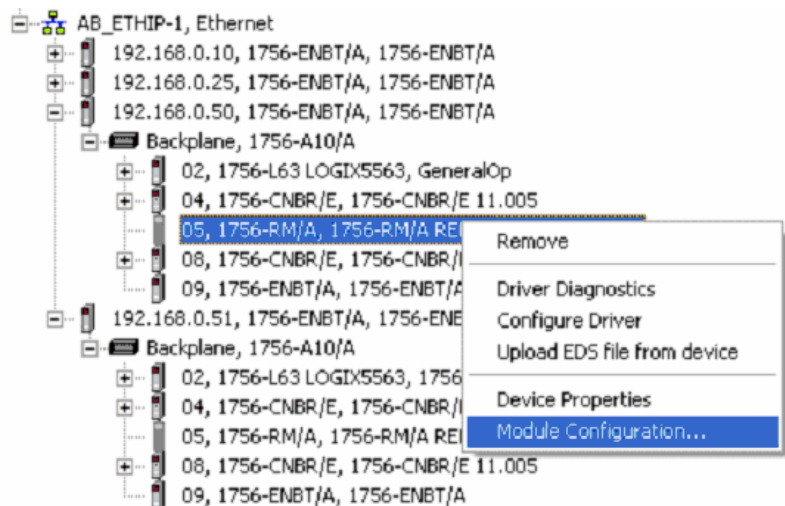 AB_ETHIP-1, Ethernet
192.168.0.10, 1756-ENBT/A, 1756-ENBT/A
192.168.0.25, 1756-ENBT/A, 1756-ENBT/A
192.168.0.50, 1756-ENBT/A, 1756-ENBT/A
Backplane, 1756-A10/A
02, 1756-L63 LOGIX5563, GeneralOp
04, 1756-CNBR/E, 1756-CNBR/E 11.005
05, 1756-RM/A, 1756-RM/A RE
08, 1756-CNBR/E, 1756-CNBR/
09, 1756-ENBT/A, 1756-ENBT/A
192.168.0.51, 1756-ENBT/A, 1756-ENB
Backplane, 1756-A10/A
02, 1756-L63 LOGIX5563, 1756
04, 1756-CNBR/E, 1756-CNBR/
05, 1756-RM/A, 1756-RM/A RE
08, 1756-CNBR/E, 1756-CNBR/E 11.005
09, 1756-ENBT/A, 1756-ENBT/A
Remove
Driver Diagnostics
Configure Driver
Upload EDS file from device
Device Properties
Module Configuration...